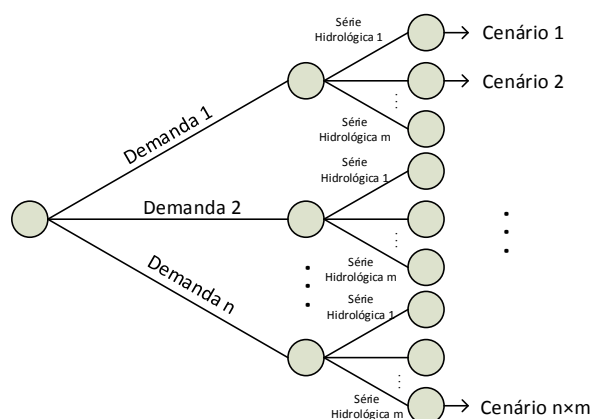 Série
Hidrológica 1
Cenário 1
Demanda 1
Cenário 2
Série
Hidrológica m
Série
Hidrológica 1
Demanda 2
Série
Hidrológica m
Demanda n
Série
Hidrológica 1
Série
Hidrológica m
Cenário n×m